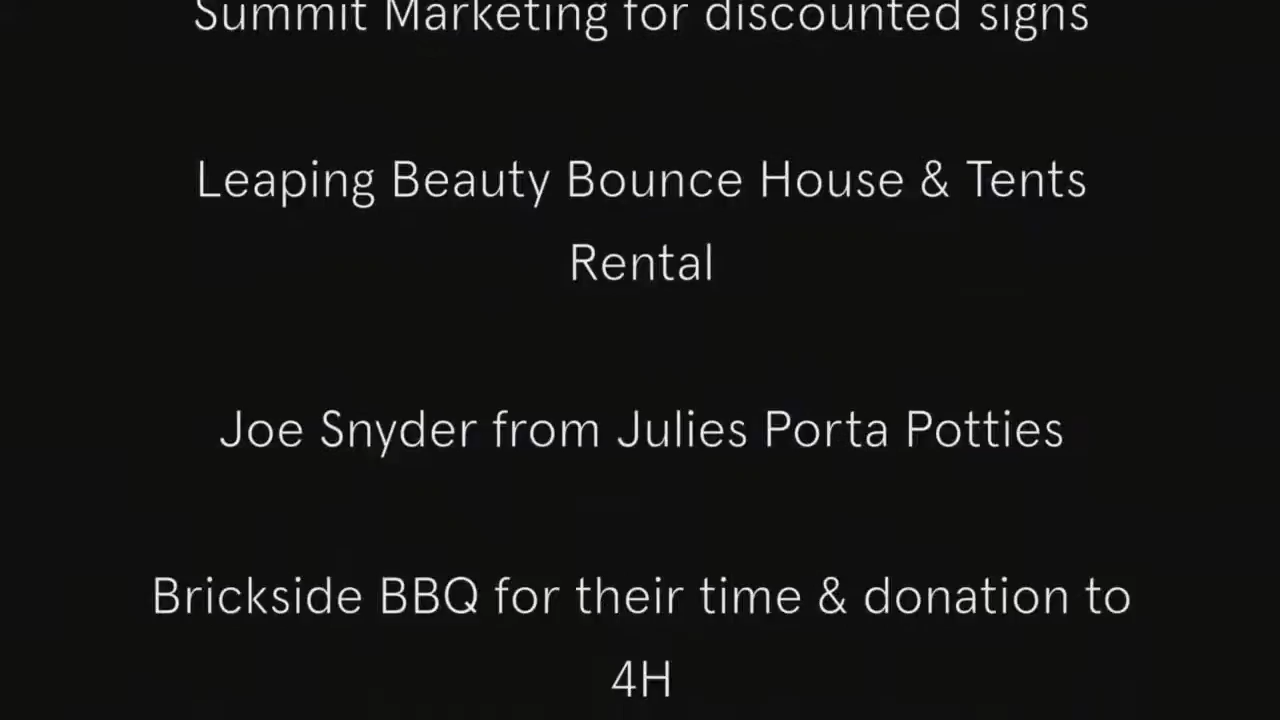 Summit Marketing for discounted signs
Leaping Beauty Bounce House & Tents
Rental
Joe Snyder from Julies Porta Potties
Brickside BBQ for their time & donation to
4H